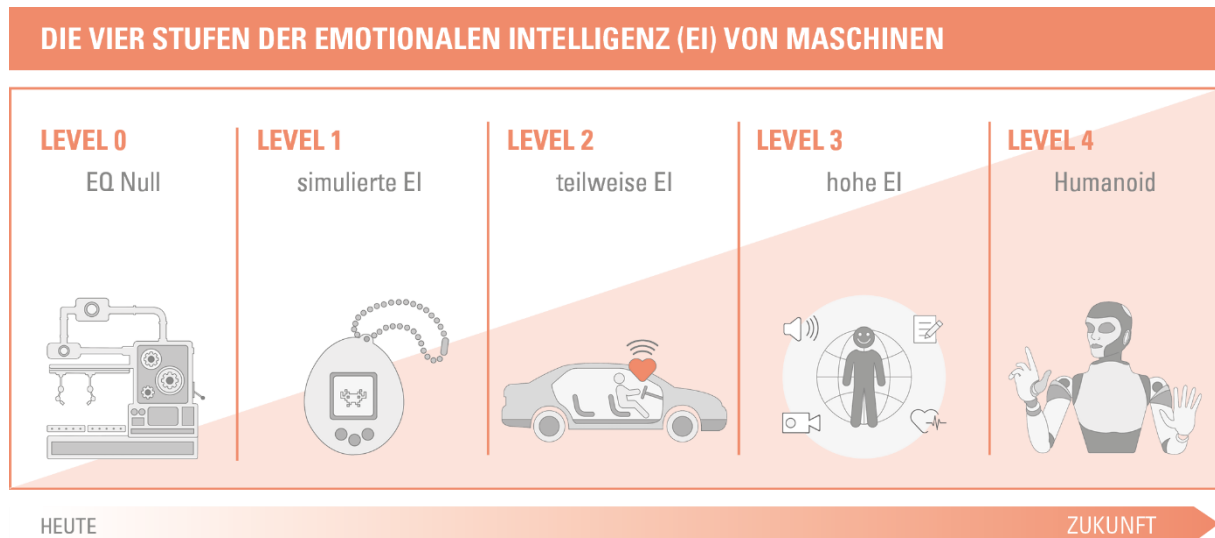 DIE VIER STUFEN DER EMOTIONALEN INTELLIGENZ (EI) VON MASCHINEN
LEVEL 0
EQ Null
LEVEL 1
simulierte EI
LEVEL 2
teilweise EI
LEVEL 3
hohe EI
LEVEL 4
Humanoid
HEUTE
ZUKUNFT